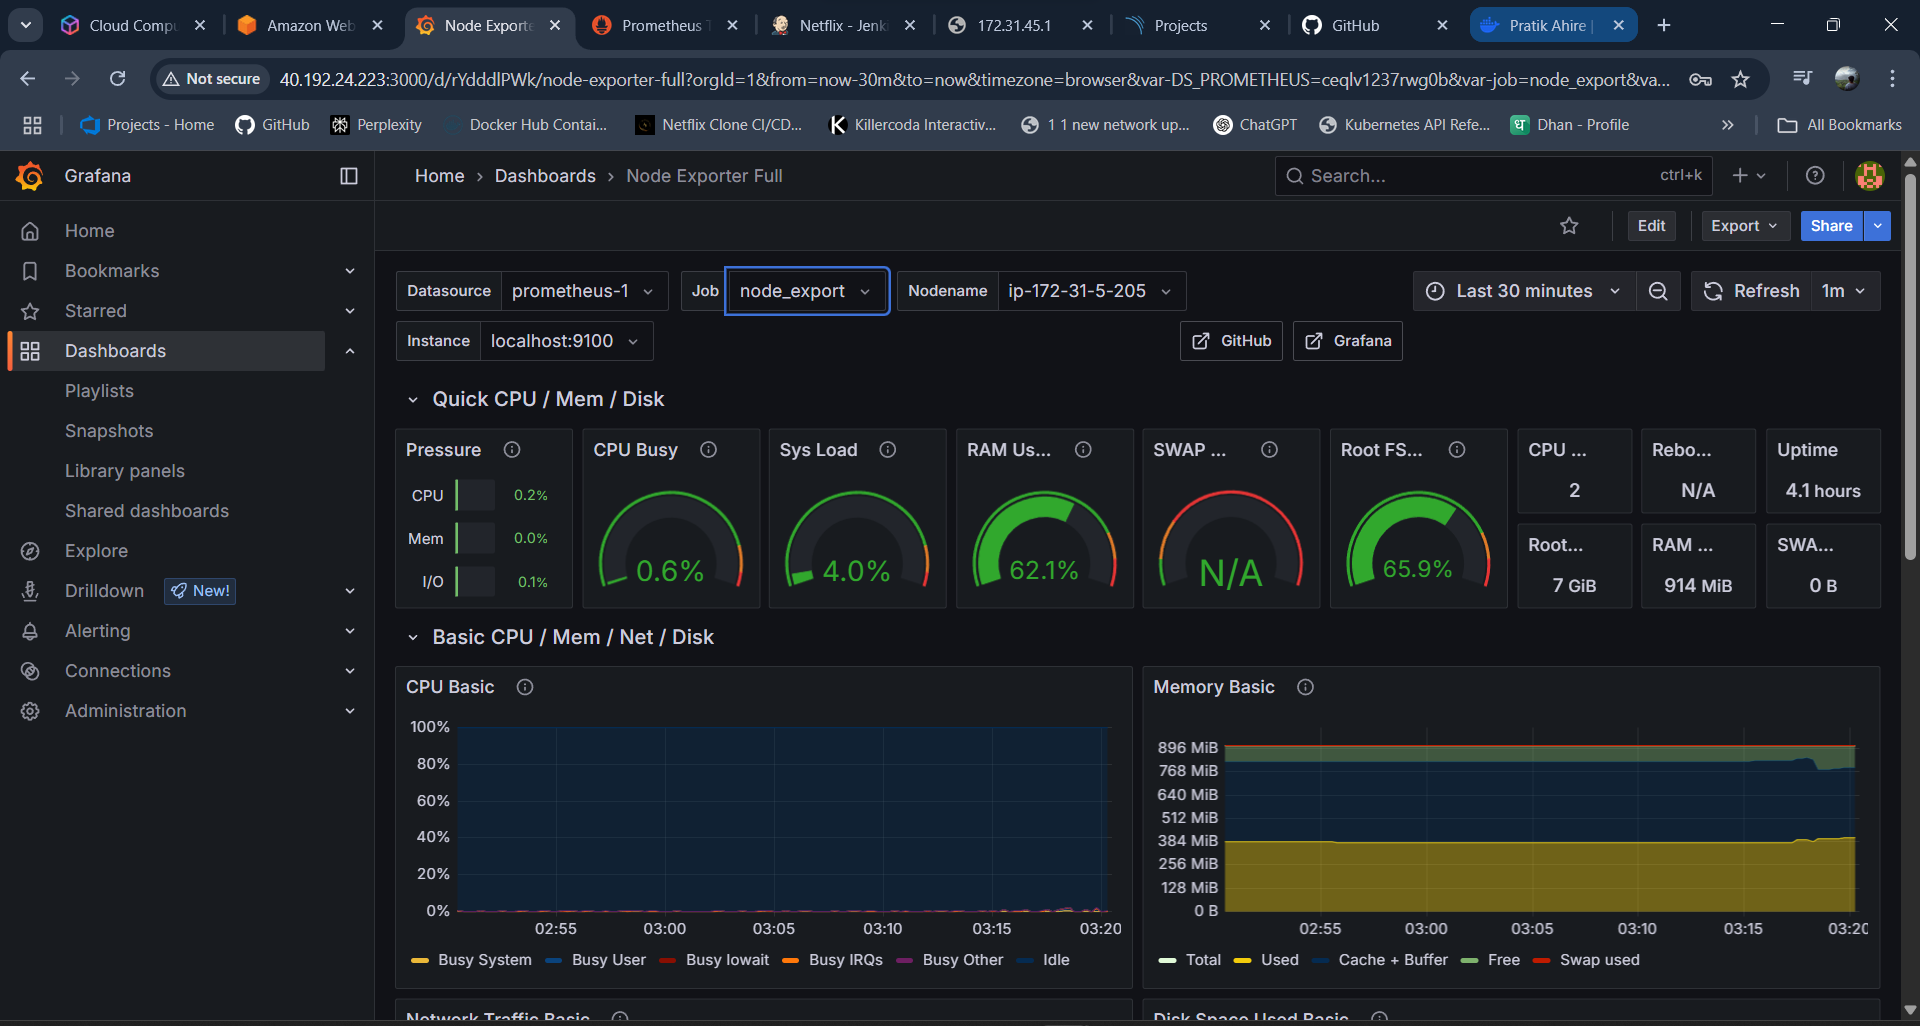 Cloud Compu
Amazon Web
Node Exporte
Prometheus T
Netflix - Jenk
172.31.45.1
Projects
GitHub
Pratik Ahire |
Not secure
40.192.24.223:3000/d/rYdddlPWk/node-exporter-full?orgId=1&from=now-30m&to=now&timezone=browser&var-DS_PROMETHEUS=ceqlv1237rwg0b&var-job=node_export&va...
Projects - Home
GitHub
Perplexity
Docker Hub Contai...
Netflix Clone CI/CD...
Killercoda Interactiv...
1 1 new network up...
ChatGPT
Kubernetes API Refe...
Dhan - Profile
All Bookmarks
Grafana
Home › Dashboards › Node Exporter Full
Search...
ctrl+k
Edit
Export
Share
Home
Bookmarks
Starred
Dashboards
Playlists
Snapshots
Library panels
Shared dashboards
Explore
Drilldown
New!
Alerting
Connections
Administration
Datasource prometheus-1
Job node_export
Nodename ip-172-31-5-205
Last 30 minutes
Refresh 1m
Instance localhost:9100
GitHub
Grafana
Quick CPU / Mem / Disk
Pressure
CPU 0.2%
Mem 0.0%
I/O 0.1%
CPU Busy
0.6%
Sys Load
4.0%
RAM Us...
62.1%
SWAP ...
N/A
Root FS...
65.9%
CPU ...
2
Rebo...
N/A
Uptime
4.1 hours
Root...
7 GiB
RAM ...
914 MiB
SWA...
0 B
Basic CPU / Mem / Net / Disk
CPU Basic
100%
80%
60%
40%
20%
0%
02:55 03:00 03:05 03:10 03:15 03:20
Busy System Busy User Busy Iowait Busy IRQs Busy Other Idle
Memory Basic
896 MiB
768 MiB
640 MiB
512 MiB
384 MiB
256 MiB
128 MiB
0 B
02:55 03:00 03:05 03:10 03:15 03:20
Total Used Cache + Buffer Free Swap used
Network Traffic Basic
Disk Space Used Basic